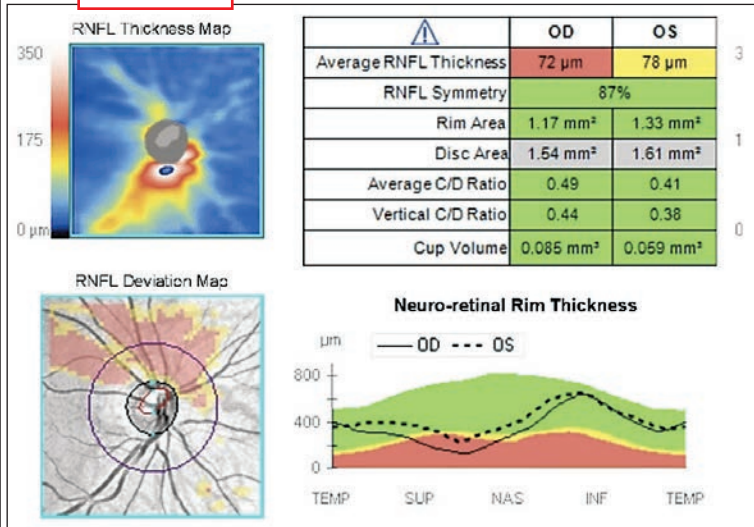 RNFL Thickness Map
350
175
0 µm
OD OS
Average RNFL Thickness 72 µm 78 µm
RNFL Symmetry 87%
Rim Area 1.17 mm² 1.33 mm²
Disc Area 1.54 mm² 1.61 mm²
Average C/D Ratio 0.49 0.41
Vertical C/D Ratio 0.44 0.38
Cup Volume 0.085 mm³ 0.059 mm³
3
1
0
RNFL Deviation Map
Neuro-retinal Rim Thickness
µm OD OS
800
400
0
TEMP SUP NAS INF TEMP